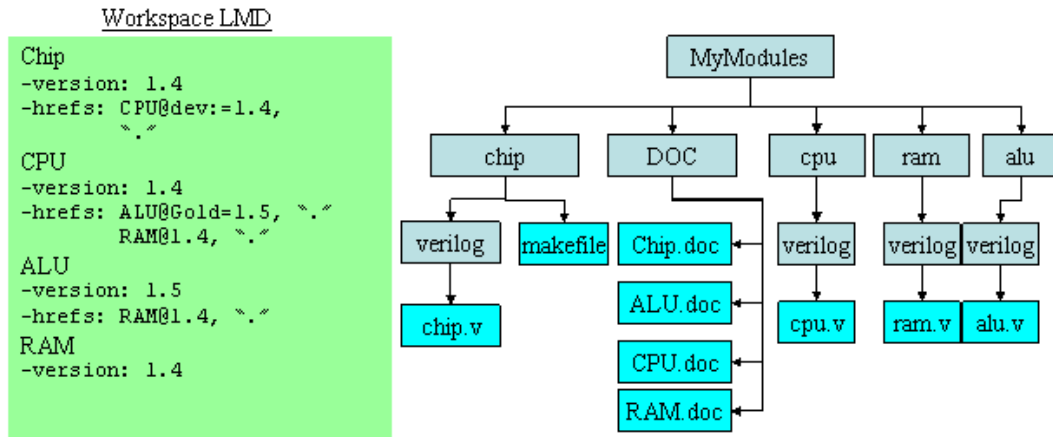 Workspace LMD
Chip
-version: 1.4
-hrefs: CPU@dev:=1.4,
"."
CPU
-version: 1.4
-hrefs: ALU@Gold=1.5, "."
RAM@1.4, "."
ALU
-version: 1.5
-hrefs: RAM@1.4, "."
RAM
-version: 1.4
MyModules
chip DOC cpu ram alu
verilog makefile Chip.doc verilog verilog verilog
chip.v ALU.doc cpu.v ram.v alu.v
CPU.doc
RAM.doc